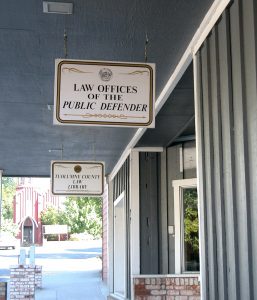 LAW OFFICES
OF THE
PUBLIC DEFENDER
TUOLUMNE COUNTY
LAW
LIBRARY